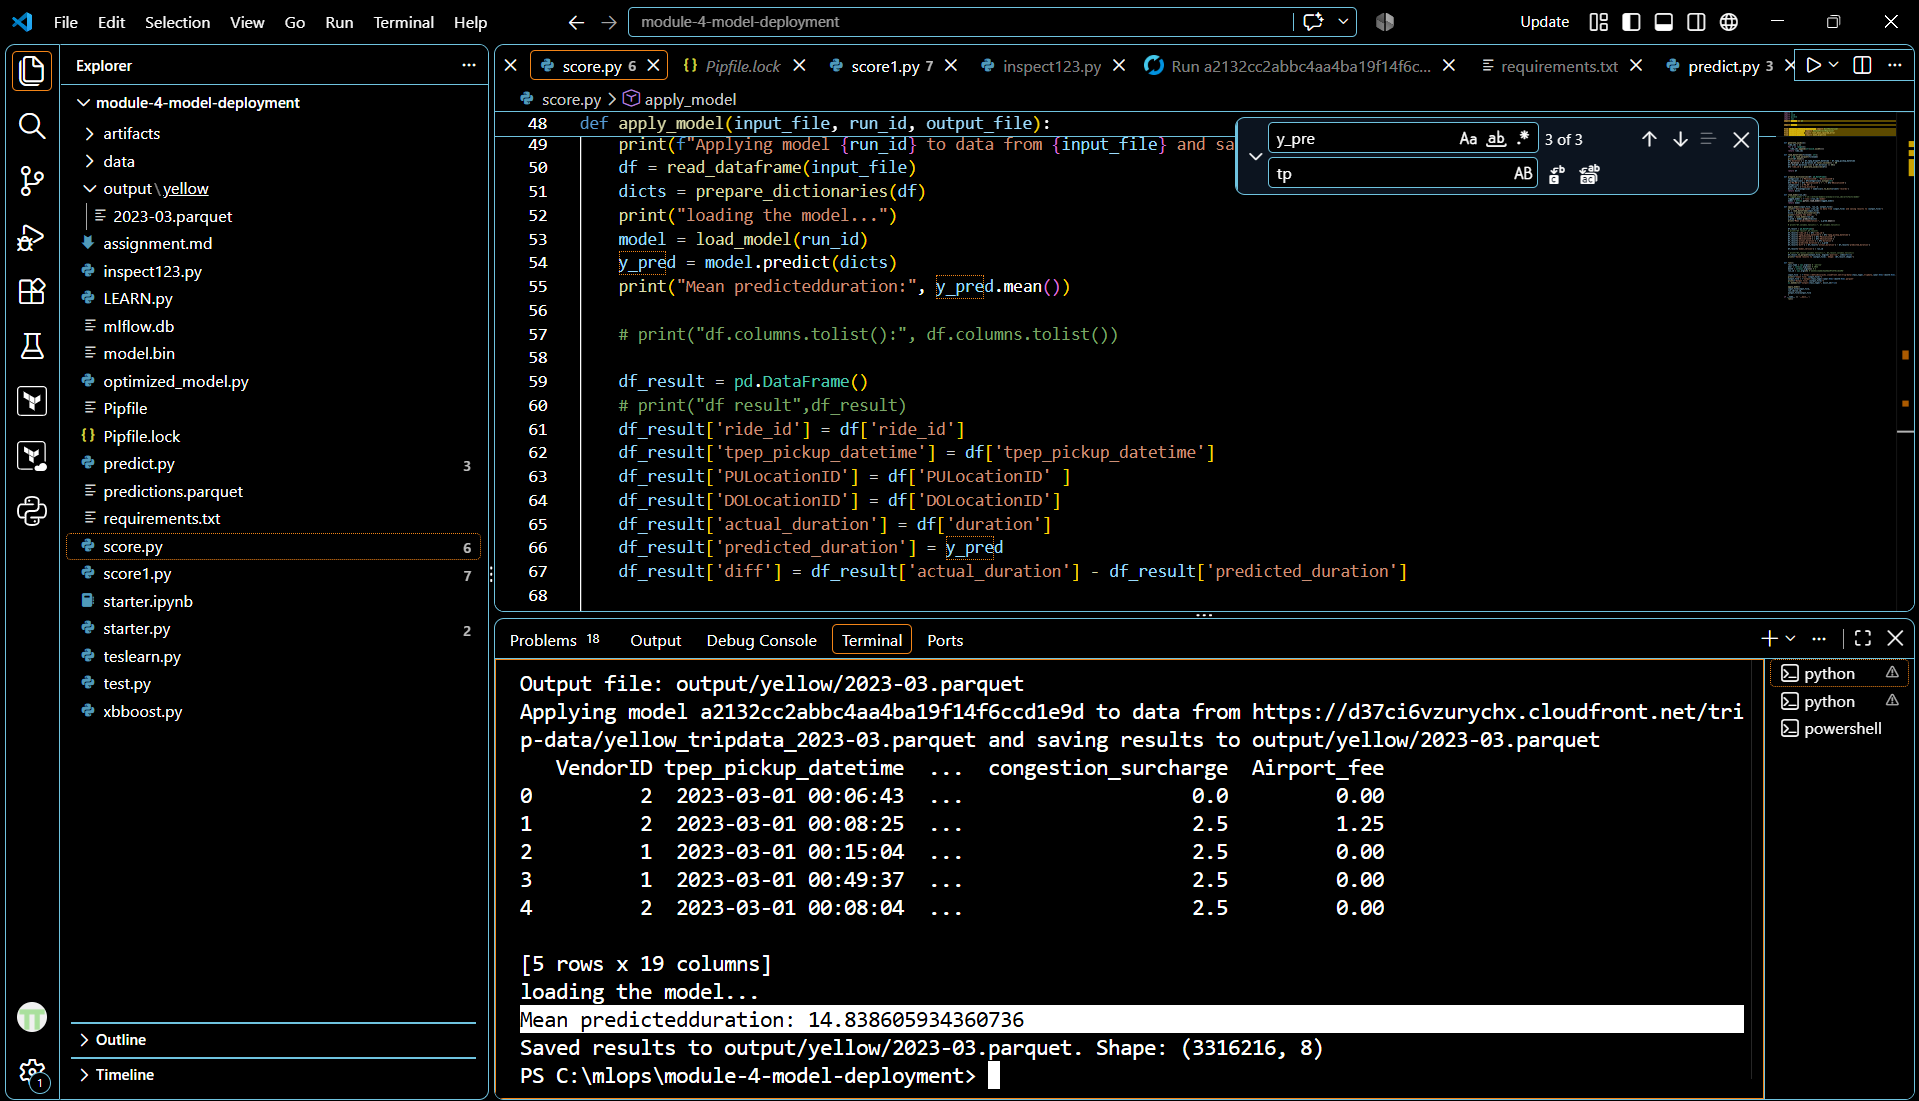 File Edit Selection View Go Run Terminal Help
module-4-model-deployment
Update
Explorer
module-4-model-deployment
artifacts
data
output\yellow
2023-03.parquet
assignment.md
inspect123.py
LEARN.py
mlflow.db
model.bin
optimized_model.py
Pipfile
{} Pipfile.lock
predict.py 3
predictions.parquet
requirements.txt
score.py 6
score1.py 7
starter.ipynb
starter.py 2
teslearn.py
test.py
xbboost.py
Outline
Timeline
1
score.py 6 {} Pipfile.lock score1.py 7 inspect123.py Run a2132cc2abbc4aa4ba19f14f6c... requirements.txt predict.py 3
score.py > apply_model
y_pre Aa ab .* 3 of 3
tp AB
48 def apply_model(input_file, run_id, output_file):
49 print(f"Applying model {run_id} to data from {input_file} and sa
50 df = read_dataframe(input_file)
51 dicts = prepare_dictionaries(df)
52 print("loading the model...")
53 model = load_model(run_id)
54 y_pred = model.predict(dicts)
55 print("Mean predictedduration:", y_pred.mean())
56
57 # print("df.columns.tolist():", df.columns.tolist())
58
59 df_result = pd.DataFrame()
60 # print("df result",df_result)
61 df_result['ride_id'] = df['ride_id']
62 df_result['tpep_pickup_datetime'] = df['tpep_pickup_datetime']
63 df_result['PULocationID'] = df['PULocationID' ]
64 df_result['DOLocationID'] = df['DOLocationID']
65 df_result['actual_duration'] = df['duration']
66 df_result['predicted_duration'] = y_pred
67 df_result['diff'] = df_result['actual_duration'] - df_result['predicted_duration']
68
Problems 18 Output Debug Console Terminal Ports
Output file: output/yellow/2023-03.parquet
Applying model a2132cc2abbc4aa4ba19f14f6ccd1e9d to data from https://d37ci6vzurychx.cloudfront.net/tri
p-data/yellow_tripdata_2023-03.parquet and saving results to output/yellow/2023-03.parquet
VendorID tpep_pickup_datetime ... congestion_surcharge Airport_fee
0 2 2023-03-01 00:06:43 ... 0.0 0.00
1 2 2023-03-01 00:08:25 ... 2.5 1.25
2 1 2023-03-01 00:15:04 ... 2.5 0.00
3 1 2023-03-01 00:49:37 ... 2.5 0.00
4 2 2023-03-01 00:08:04 ... 2.5 0.00
[5 rows x 19 columns]
loading the model...
Mean predictedduration: 14.838605934360736
Saved results to output/yellow/2023-03.parquet. Shape: (3316216, 8)
PS C:\mlops\module-4-model-deployment>
python
python
powershell